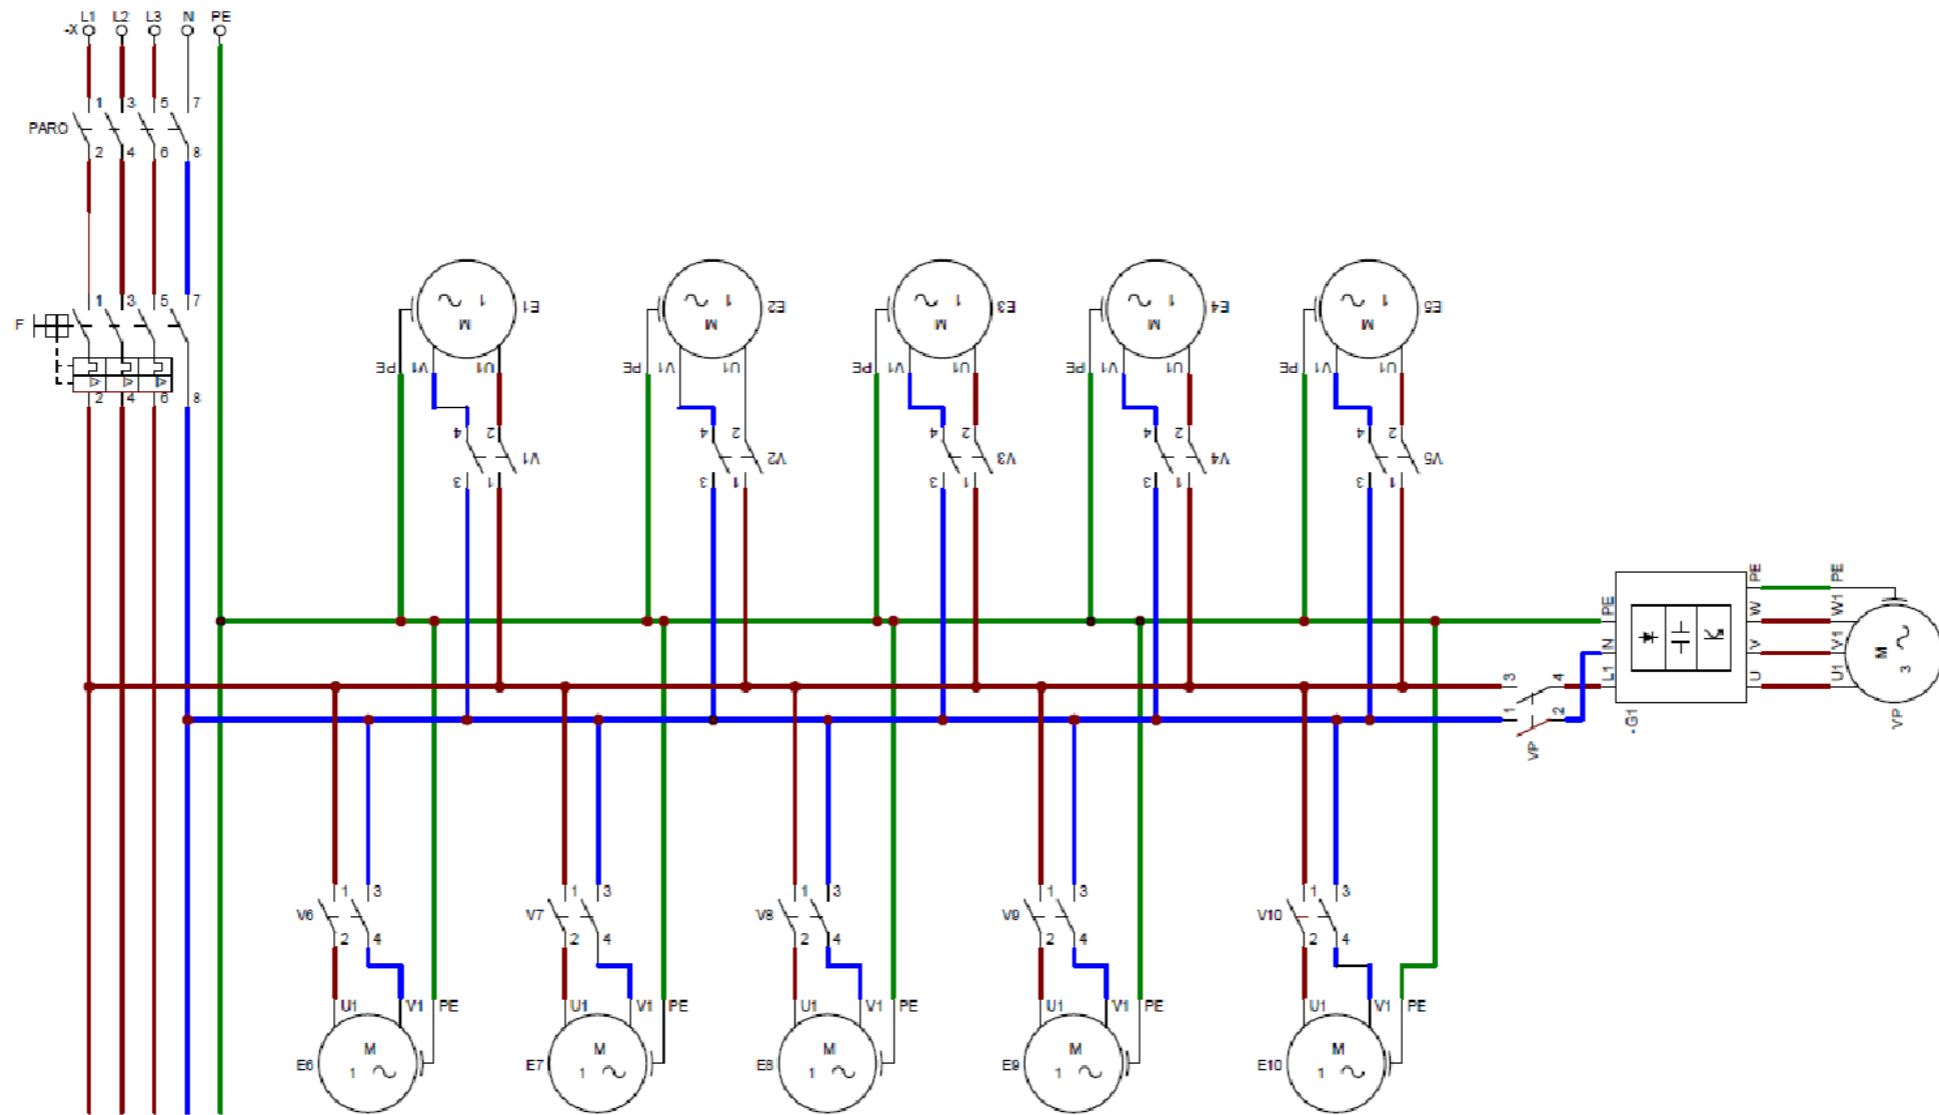 L1 L2 L3 N PE
-X
1 3 5 7
PARO
2 4 6 8
1 3 5 7
F
2 4 6 8
M 1 E1
M 1 E2
M 1 E3
M 1 E4
M 1 E5
PE V1 U1
PE V1 U1
PE V1 U1
PE V1 U1
PE V1 U1
4 2
4 2
4 2
4 2
4 2
V1
V2
V3
V4
V5
3 1
3 1
3 1
3 1
3 1
PE N L1
-G1
PE W V U
PE W1 V1 U1
M 3
VP
3 4
1 2
VP
1 3
1 3
1 3
1 3
1 3
V6
V7
V8
V9
V10
2 4
2 4
2 4
2 4
2 4
U1 V1 PE
U1 V1 PE
U1 V1 PE
U1 V1 PE
U1 V1 PE
E6 M 1
E7 M 1
E8 M 1
E9 M 1
E10 M 1